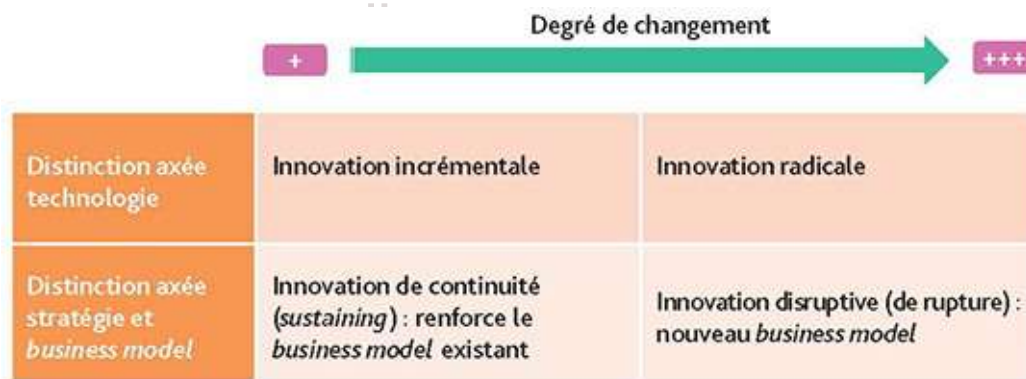 Degré de changement
+
+++
Distinction axée
technologie
Innovation incrémentale
Innovation radicale
Distinction axée
stratégie et
business model
Innovation de continuité
(sustaining) : renforce le
business model existant
Innovation disruptive (de rupture) :
nouveau business model